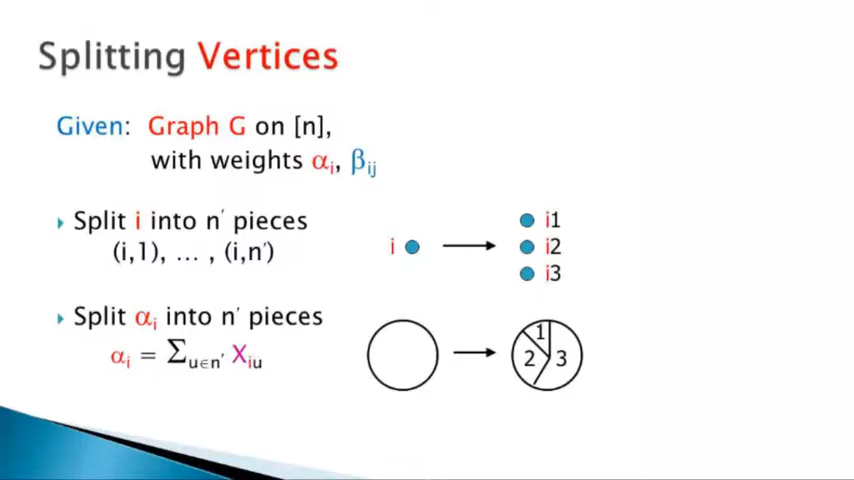 Splitting Vertices
Given: Graph G on [n],
with weights αi, βij
Split i into n′ pieces
(i,1), … , (i,n′)
i
i1
i2
i3
Split αi into n′ pieces
αi = Σu∈n′ Xiu
1
2 3